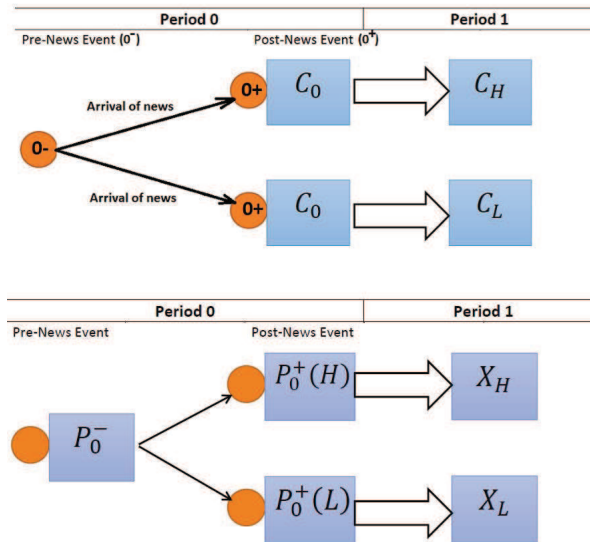 Period 0 Period 1
Pre-News Event (0⁻) Post-News Event (0⁺)
0+ C₀ C_H
Arrival of news
0-
Arrival of news
0+ C₀ C_L
Period 0 Period 1
Pre-News Event Post-News Event
P₀⁺(H) X_H
P₀⁻
P₀⁺(L) X_L